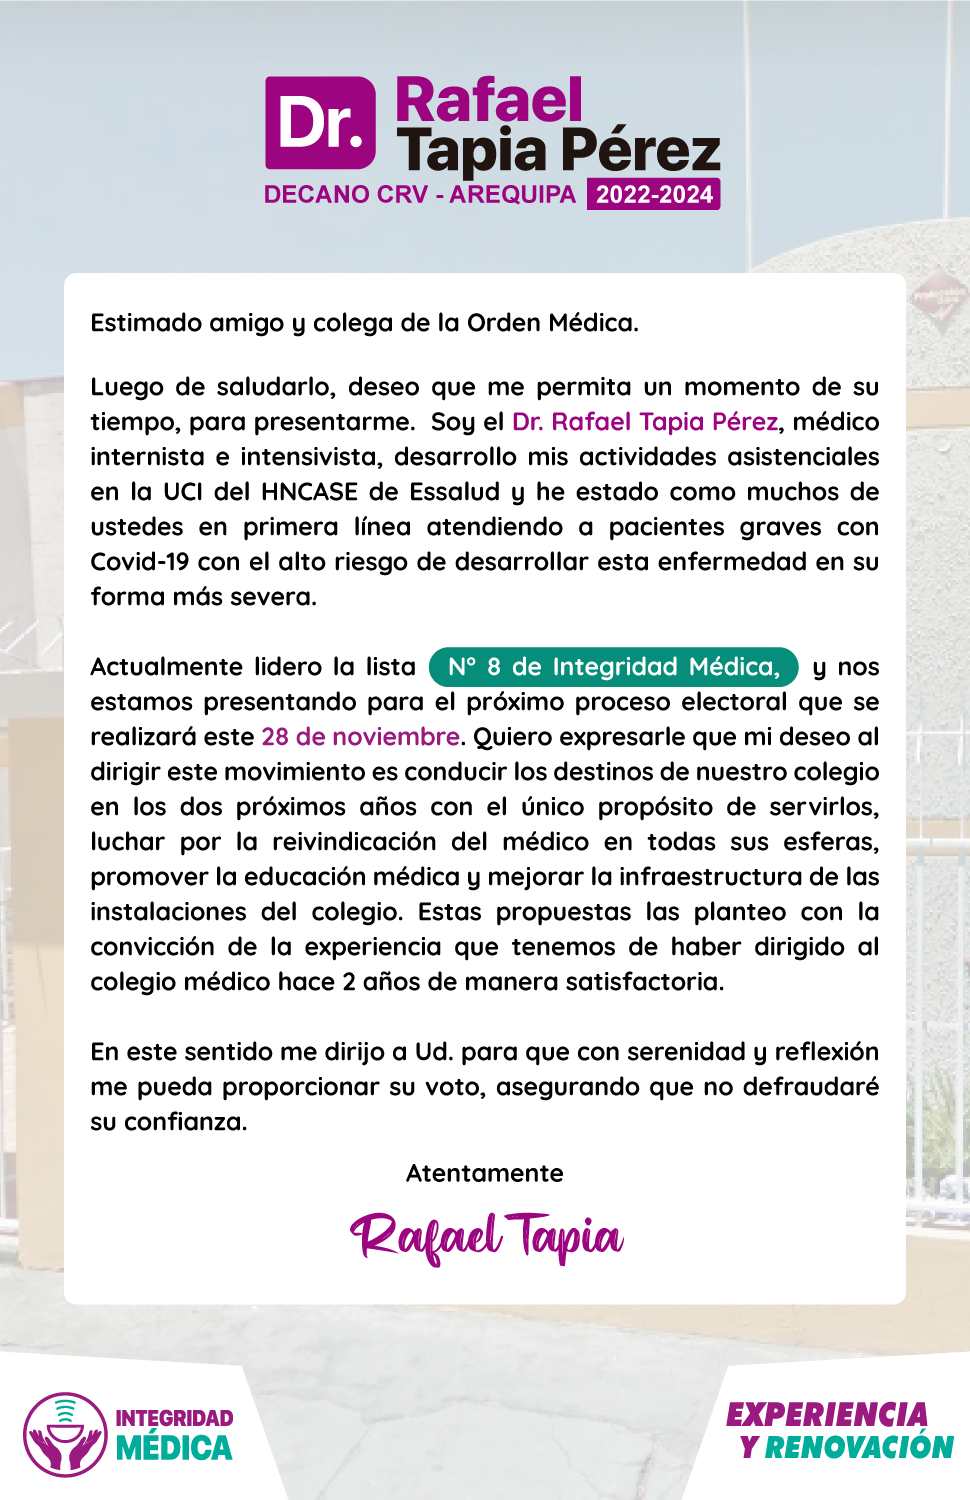 Dr. Rafael
Tapia Pérez
DECANO CRV - AREQUIPA 2022-2024
Estimado amigo y colega de la Orden Médica.
Luego de saludarlo, deseo que me permita un momento de su
tiempo, para presentarme. Soy el Dr. Rafael Tapia Pérez, médico
internista e intensivista, desarrollo mis actividades asistenciales
en la UCI del HNCASE de Essalud y he estado como muchos de
ustedes en primera línea atendiendo a pacientes graves con
Covid-19 con el alto riesgo de desarrollar esta enfermedad en su
forma más severa.
Actualmente lidero la lista N° 8 de Integridad Médica, y nos
estamos presentando para el próximo proceso electoral que se
realizará este 28 de noviembre. Quiero expresarle que mi deseo al
dirigir este movimiento es conducir los destinos de nuestro colegio
en los dos próximos años con el único propósito de servirlos,
luchar por la reivindicación del médico en todas sus esferas,
promover la educación médica y mejorar la infraestructura de las
instalaciones del colegio. Estas propuestas las planteo con la
convicción de la experiencia que tenemos de haber dirigido al
colegio médico hace 2 años de manera satisfactoria.
En este sentido me dirijo a Ud. para que con serenidad y reflexión
me pueda proporcionar su voto, asegurando que no defraudaré
su confianza.
Atentamente
Rafael Tapia
INTEGRIDAD
MÉDICA
EXPERIENCIA
Y RENOVACIÓN